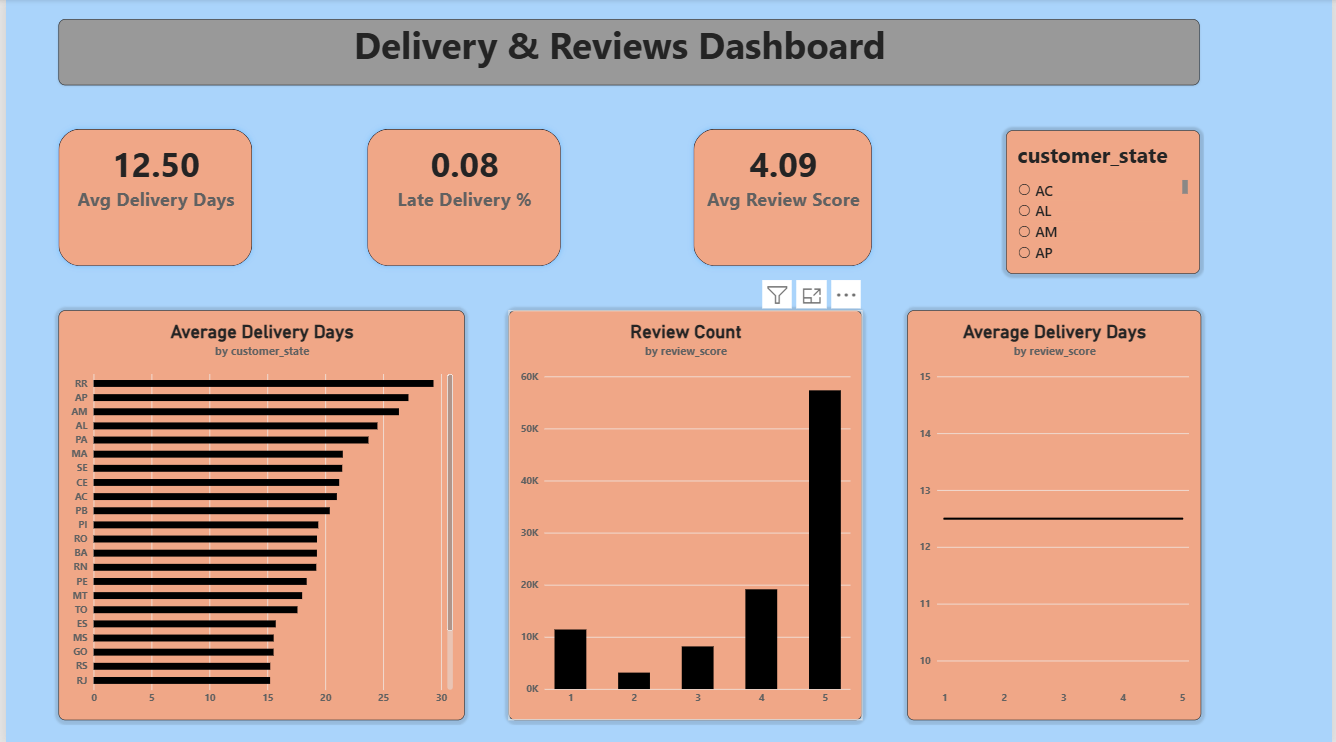 Delivery & Reviews Dashboard
12.50
Avg Delivery Days
0.08
Late Delivery %
4.09
Avg Review Score
customer_state
AC
AL
AM
AP
Average Delivery Days
by customer_state
RR
AP
AM
AL
PA
MA
SE
CE
AC
PB
PI
RO
BA
RN
PE
MT
TO
ES
MS
GO
RS
RJ
0 5 10 15 20 25 30
Review Count
by review_score
60K
50K
40K
30K
20K
10K
0K
1 2 3 4 5
Average Delivery Days
by review_score
15
14
13
12
11
10
1 2 3 4 5